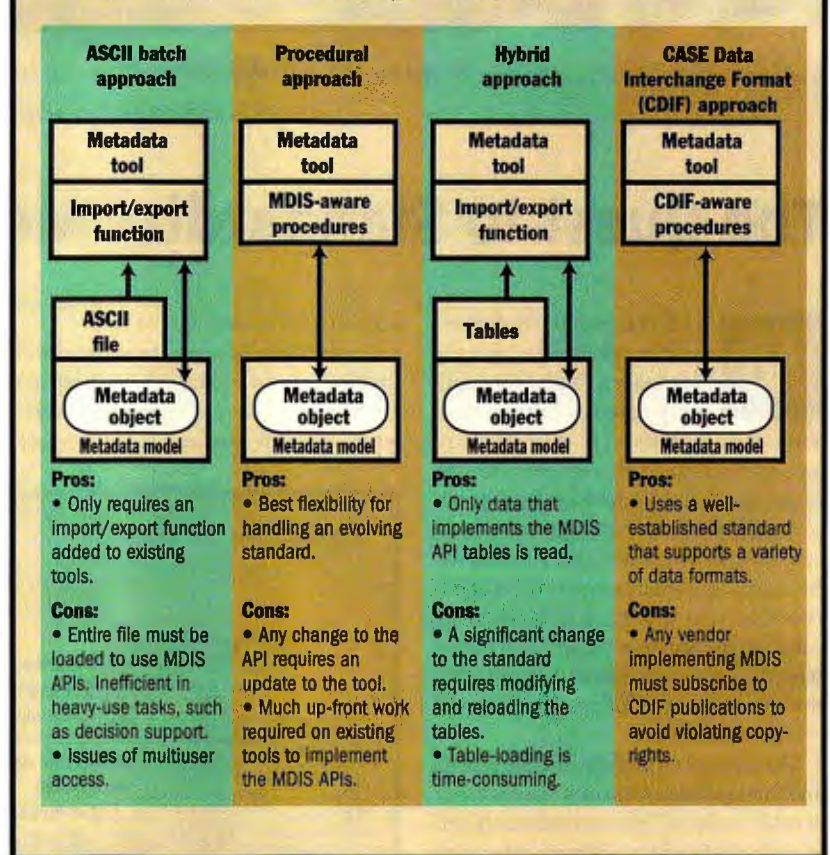 ASCII batch
approach
Metadata
tool
Import/export
function
ASCII
file
Metadata
object
Metadata model
Pros:
• Only requires an
import/export function
added to existing
tools.
Cons:
• Entire file must be
loaded to use MDIS
APIs. Inefficient in
heavy-use tasks, such
as decision support.
• Issues of multiuser
access.
Procedural
approach
Metadata
tool
MDIS-aware
procedures
Metadata
object
Metadata model
Pros:
• Best flexibility for
handling an evolving
standard.
Cons:
• Any change to the
API requires an
update to the tool.
• Much up-front work
required on existing
tools to implement
the MDIS APIs.
Hybrid
approach
Metadata
tool
Import/export
function
Tables
Metadata
object
Metadata model
Pros:
• Only data that
implements the MDIS
API tables is read.
Cons:
• A significant change
to the standard
requires modifying
and reloading the
tables.
• Table-loading is
time-consuming.
CASE Data
Interchange Format
(CDIF) approach
Metadata
tool
CDIF-aware
procedures
Metadata
object
Metadata model
Pros:
• Uses a well-
established standard
that supports a variety
of data formats.
Cons:
• Any vendor
implementing MDIS
must subscribe to
CDIF publications to
avoid violating copy-
rights.